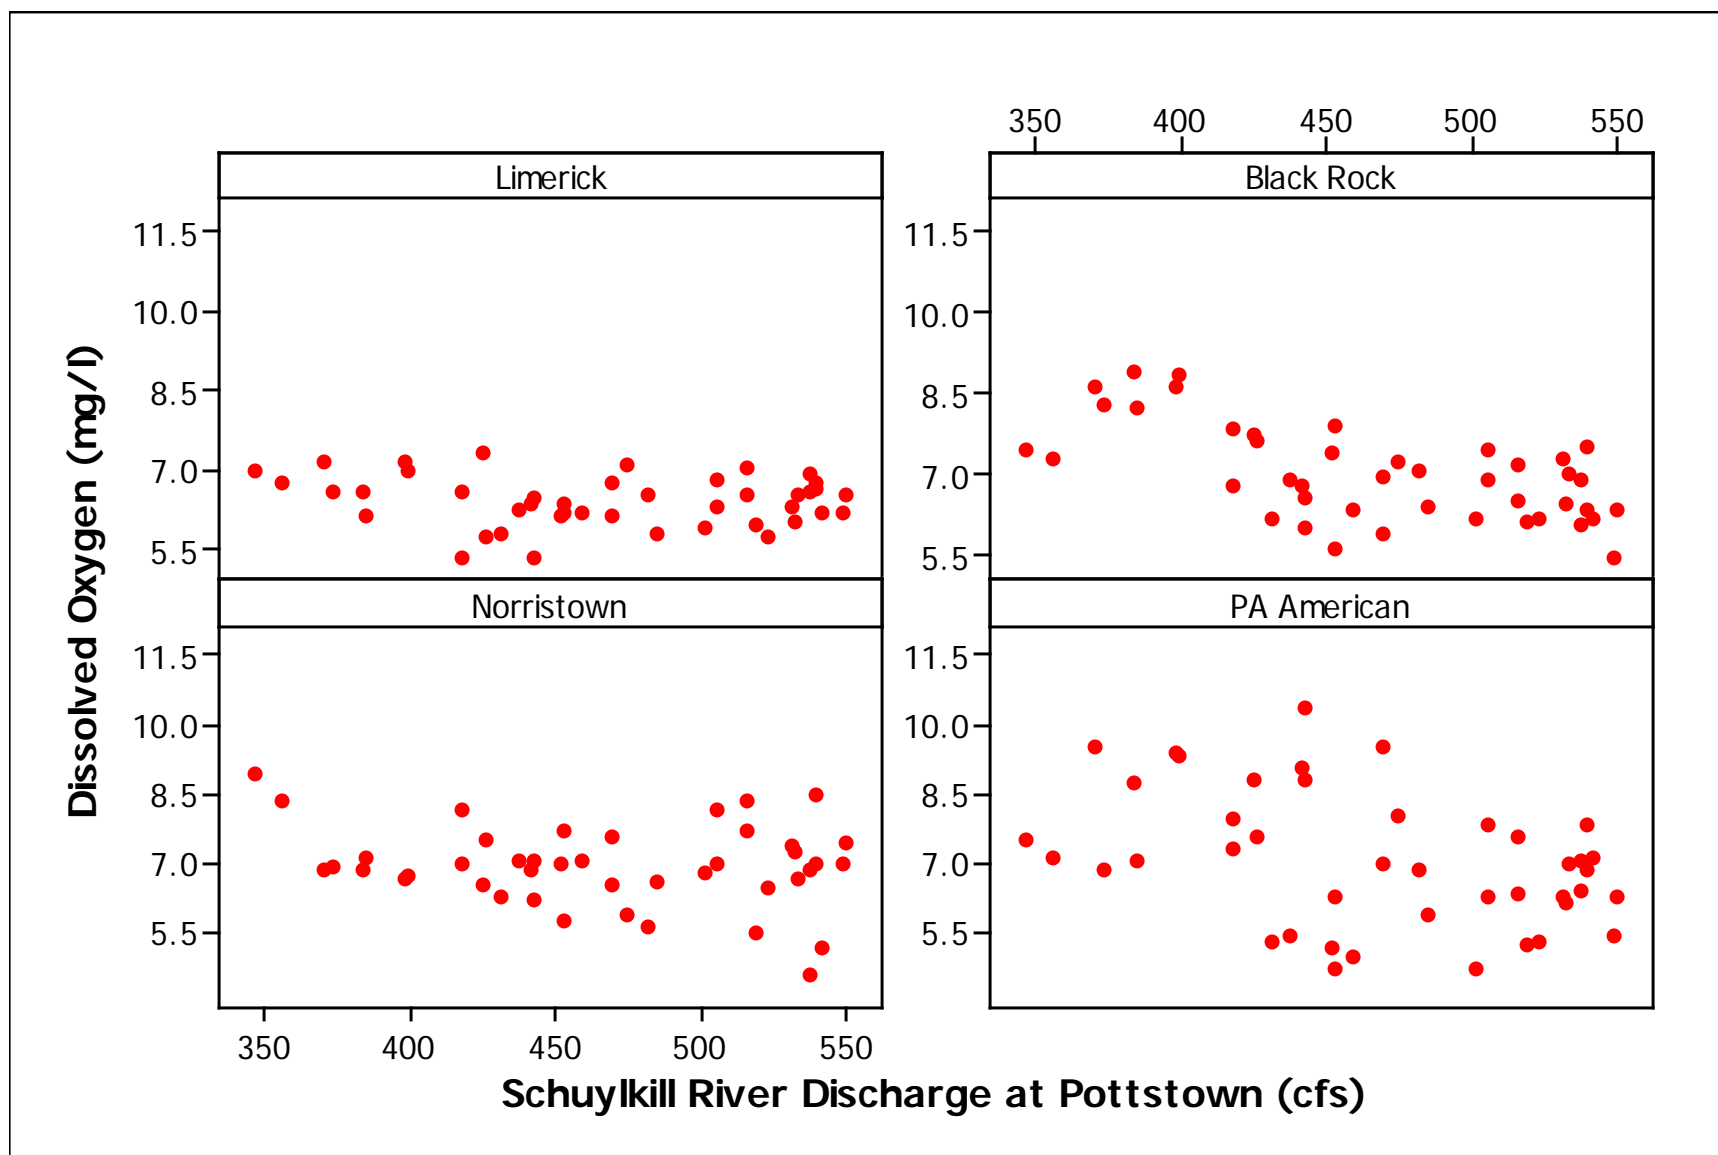 350 400 450 500 550
Limerick
Black Rock
11.5
10.0
8.5
7.0
5.5
11.5
10.0
8.5
7.0
5.5
Dissolved Oxygen (mg/l)
Norristown
PA American
11.5
10.0
8.5
7.0
5.5
11.5
10.0
8.5
7.0
5.5
350 400 450 500 550
Schuylkill River Discharge at Pottstown (cfs)